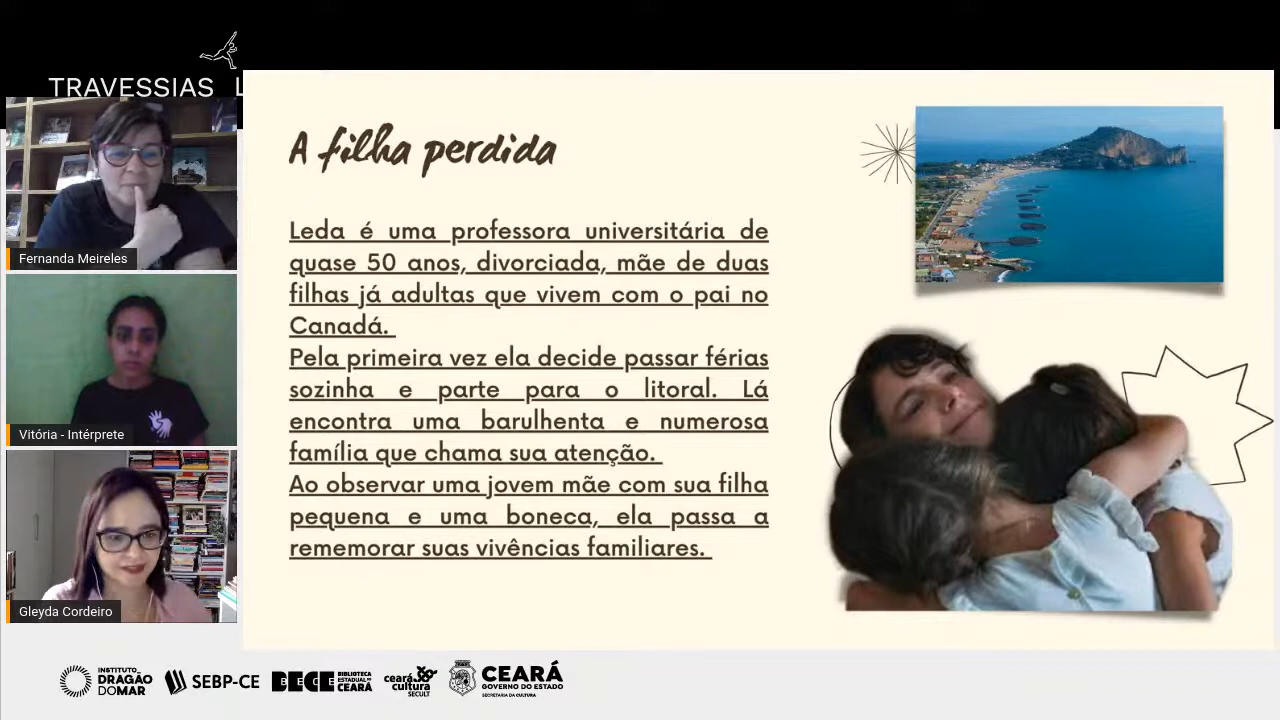 TRAVESSIAS L
A filha perdida
Leda é uma professora universitária de
quase 50 anos, divorciada, mãe de duas
filhas já adultas que vivem com o pai no
Canadá.
Pela primeira vez ela decide passar férias
sozinha e parte para o litoral. Lá
encontra uma barulhenta e numerosa
família que chama sua atenção.
Ao observar uma jovem mãe com sua filha
pequena e uma boneca, ela passa a
rememorar suas vivências familiares.
Fernanda Meireles
Vitória - Intérprete
Gleyda Cordeiro
INSTITUTO
DRAGÃO
DO MAR
SEBP-CE
BECE
BIBLIOTECA
ESTADUAL DO
CEARÁ
ceará
cultura
SECULT
CEARÁ
GOVERNO DO ESTADO
SECRETARIA DA CULTURA